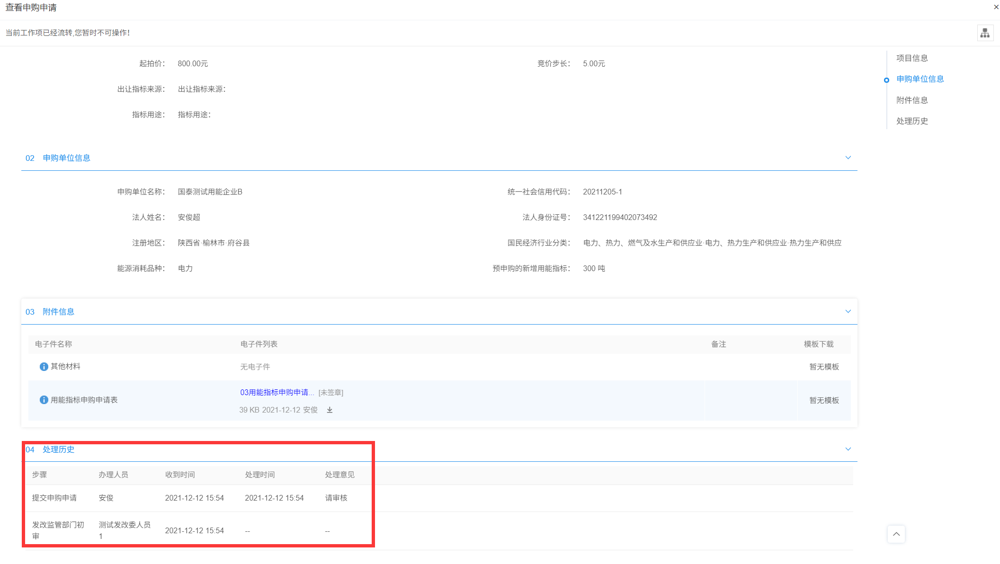 查看申购申请
×
当前工作项已经流转,您暂时不可操作!
起拍价： 800.00元 竞价步长： 5.00元
出让指标来源： 出让指标来源：
指标用途： 指标用途：
项目信息
申购单位信息
附件信息
处理历史
02 申购单位信息
申购单位名称： 国泰测试用能企业B 统一社会信用代码： 20211205-1
法人姓名： 安俊超 法人身份证号： 341221199402073492
注册地区： 陕西省·榆林市·府谷县 国民经济行业分类： 电力、热力、燃气及水生产和供应业·电力、热力生产和供应业·热力生产和供应
能源消耗品种： 电力 预申购的新增用能指标： 300 吨
03 附件信息
电子件名称 电子件列表 备注 模板下载
其他材料 无电子件 暂无模板
03用能指标申购申请... [未签章]
用能指标申购申请表 暂无模板
39 KB 2021-12-12 安俊
04 处理历史
步骤 办理人员 收到时间 处理时间 处理意见
提交申购申请 安俊 2021-12-12 15:54 2021-12-12 15:54 请审核
发改监管部门初 测试发改委人员
2021-12-12 15:54 -- --
审 1